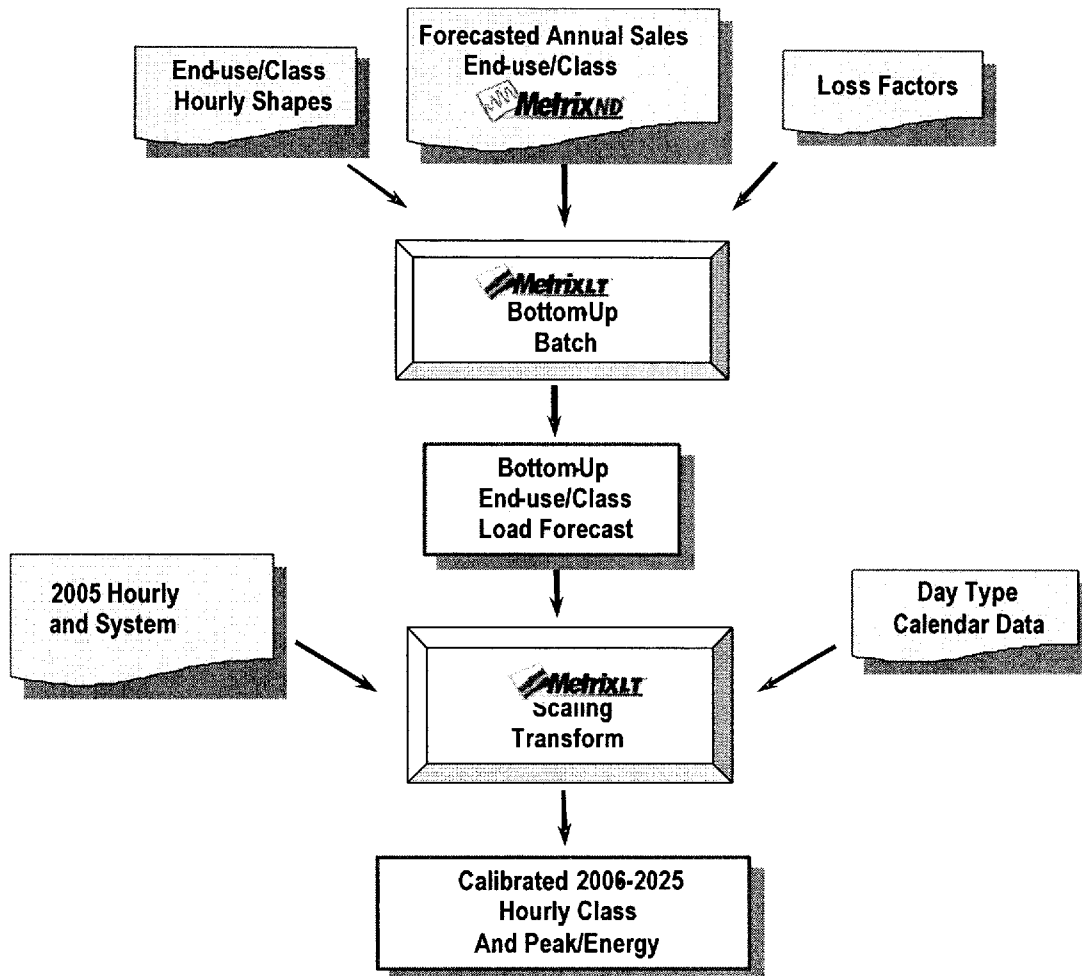 End-use/Class
Hourly Shapes
Forecasted Annual Sales
End-use/Class
MetrixND
Loss Factors
MetrixLT
Bottom-Up
Batch
Bottom-Up
End-use/Class
Load Forecast
2005 Hourly
and System
Day Type
Calendar Data
MetrixLT
Scaling
Transform
Calibrated 2006-2025
Hourly Class
And Peak/Energy